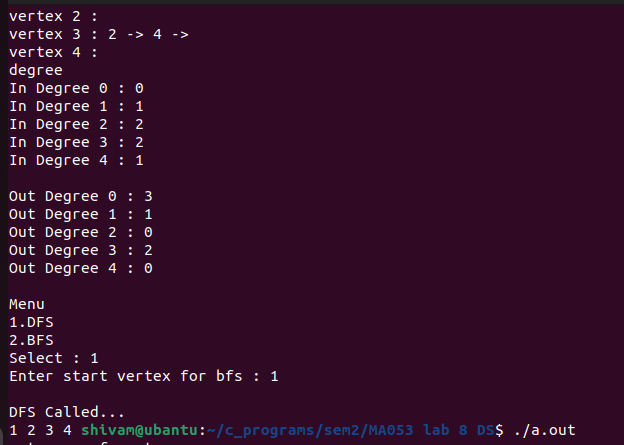 vertex 2 :
vertex 3 : 2 -> 4 ->
vertex 4 :
degree
In Degree 0 : 0
In Degree 1 : 1
In Degree 2 : 2
In Degree 3 : 2
In Degree 4 : 1
Out Degree 0 : 3
Out Degree 1 : 1
Out Degree 2 : 0
Out Degree 3 : 2
Out Degree 4 : 0
Menu
1.DFS
2.BFS
Select : 1
Enter start vertex for bfs : 1
DFS Called...
1 2 3 4 shivam@ubuntu:~/c_programs/sem2/MA053 lab 8 DS$ ./a.out